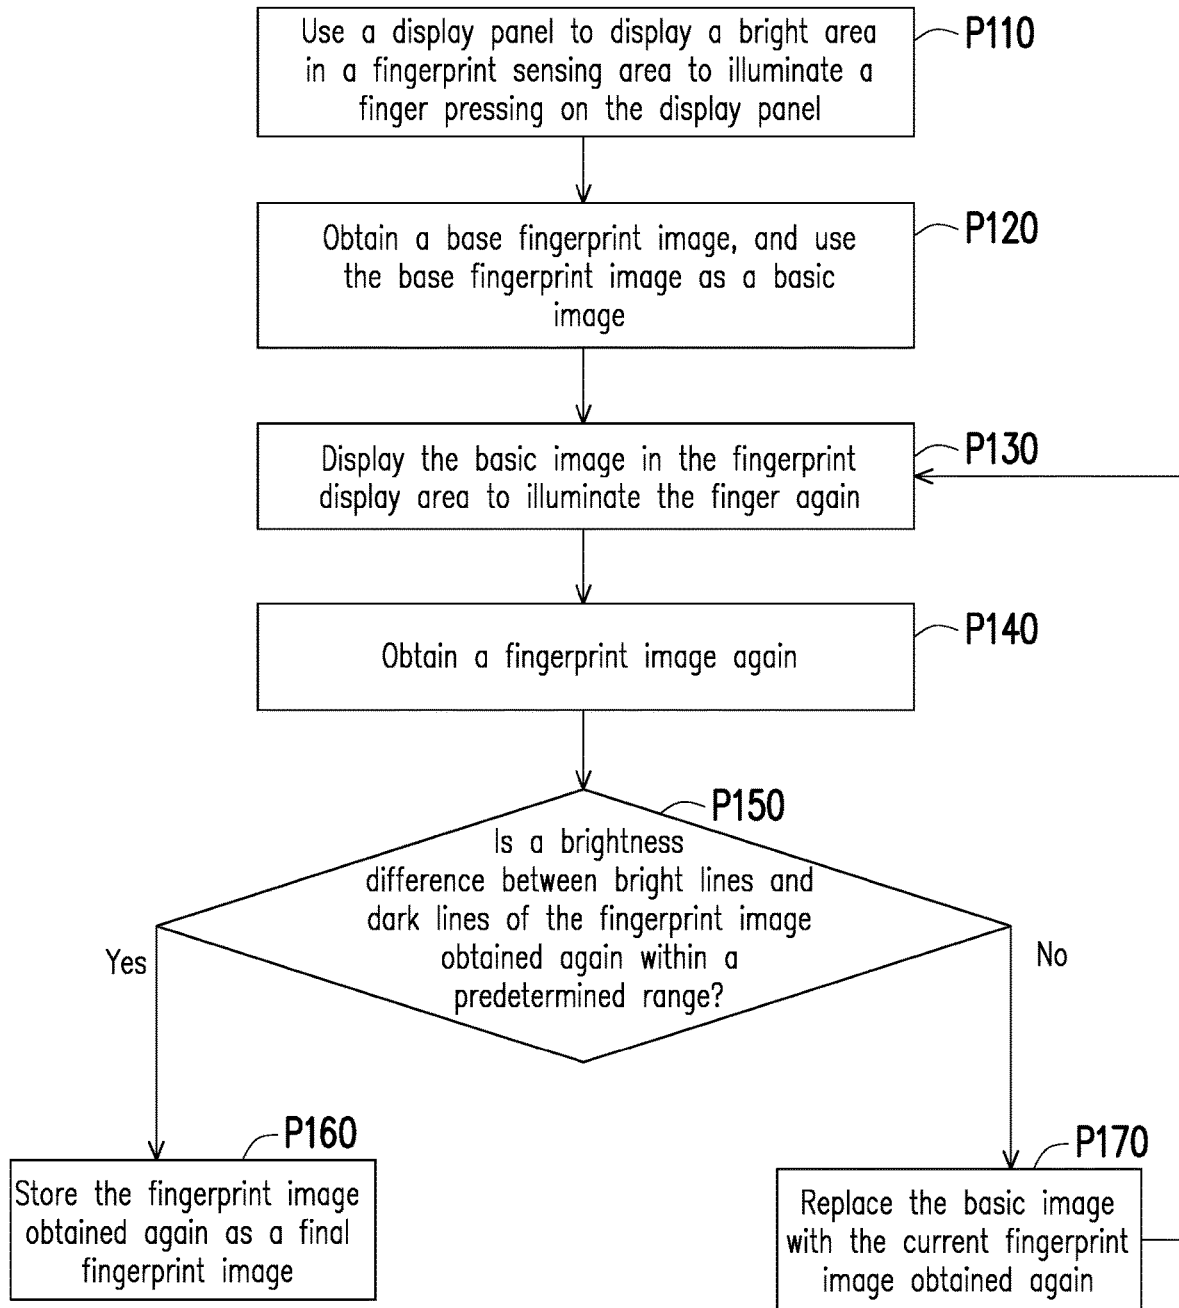 Use a display panel to display a bright area
in a fingerprint sensing area to illuminate a
finger pressing on the display panel
P110
Obtain a base fingerprint image, and use
the base fingerprint image as a basic
image
P120
Display the basic image in the fingerprint
display area to illuminate the finger again
P130
Obtain a fingerprint image again
P140
P150
Is a brightness
difference between bright lines and
dark lines of the fingerprint image
obtained again within a
predetermined range?
Yes
No
P160
Store the fingerprint image
obtained again as a final
fingerprint image
P170
Replace the basic image
with the current fingerprint
image obtained again